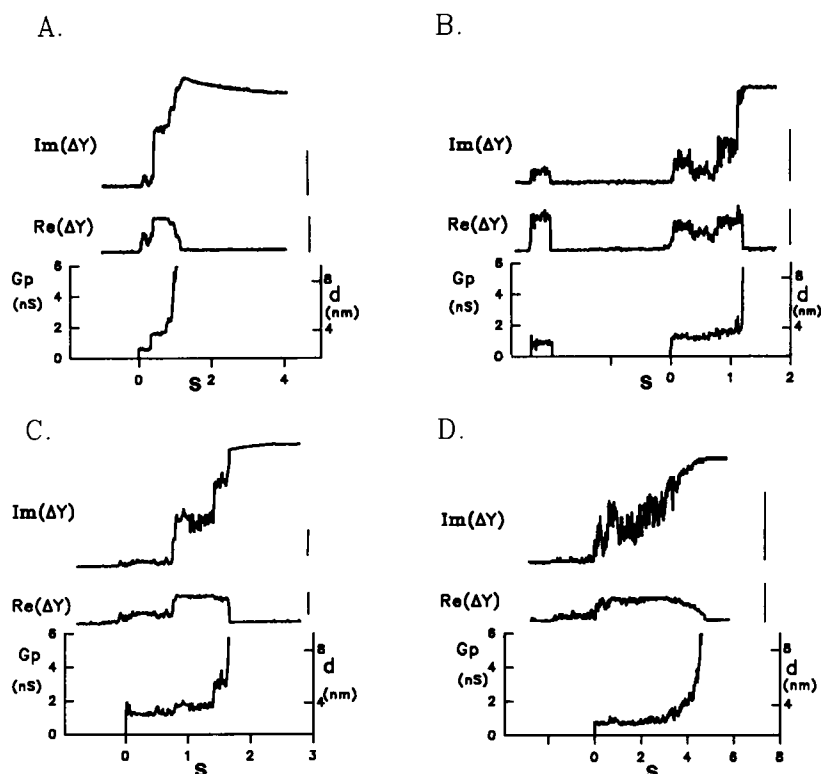 A.
Im(ΔY)
Re(ΔY)
Gp
(nS)
6
4
2
0
8
4
d
(nm)
0
2
4
S
B.
Im(ΔY)
Re(ΔY)
Gp
(nS)
6
4
2
0
8
4
d
(nm)
0
1
2
S
C.
Im(ΔY)
Re(ΔY)
Gp
(nS)
6
4
2
0
8
4
d
(nm)
0
1
2
3
S
D.
Im(ΔY)
Re(ΔY)
Gp
(nS)
6
4
2
0
8
4
d
(nm)
0
2
4
6
8
S